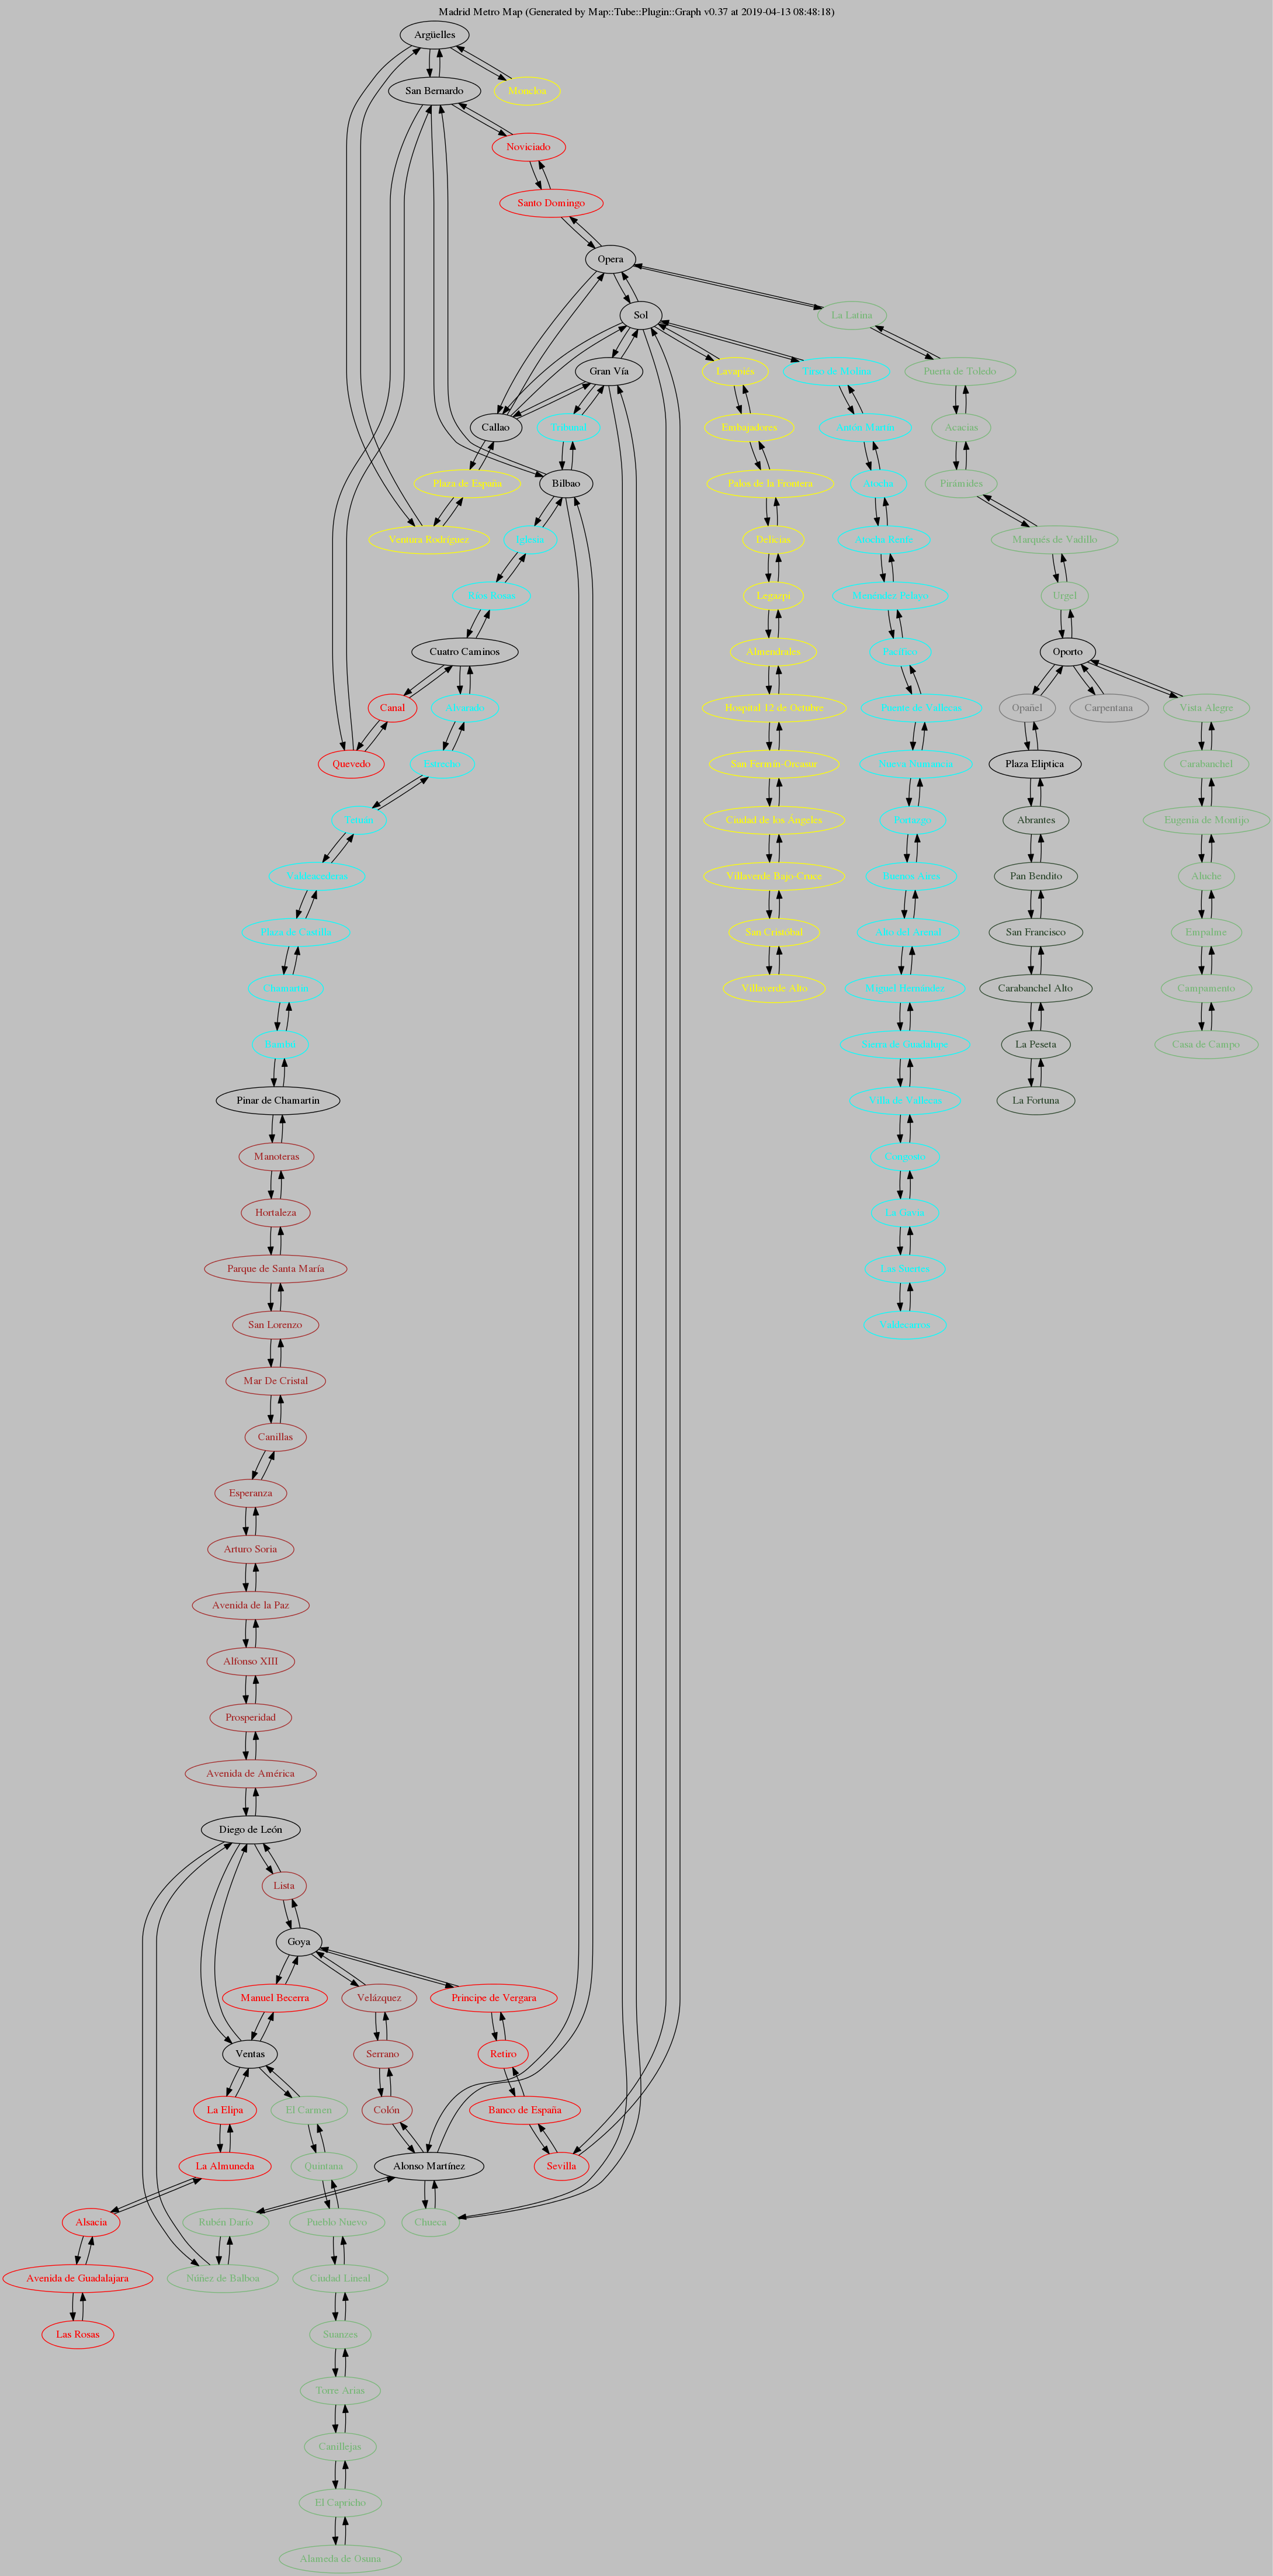 Madrid Metro Map (Generated by Map::Tube::Plugin::Graph v0.37 at 2019-04-13 08:48:18)
Argüelles
San Bernardo
Moncloa
Noviciado
Santo Domingo
Opera
Sol
La Latina
Gran Vía
Lavapiés
Tirso de Molina
Puerta de Toledo
Callao
Tribunal
Embajadores
Antón Martín
Acacias
Plaza de España
Bilbao
Palos de la Frontera
Atocha
Pirámides
Ventura Rodríguez
Iglesia
Delicias
Atocha Renfe
Marqués de Vadillo
Ríos Rosas
Legazpi
Menéndez Pelayo
Urgel
Cuatro Caminos
Almendrales
Pacífico
Oporto
Canal
Alvarado
Hospital 12 de Octubre
Puente de Vallecas
Opañel
Carpentana
Vista Alegre
Quevedo
Estrecho
San Fermín-Orcasur
Nueva Numancia
Plaza Elíptica
Carabanchel
Tetuán
Ciudad de los Ángeles
Portazgo
Abrantes
Eugenia de Montijo
Valdeacederas
Villaverde Bajo-Cruce
Buenos Aires
Pan Bendito
Aluche
Plaza de Castilla
San Cristóbal
Alto del Arenal
San Francisco
Empalme
Chamartín
Villaverde Alto
Miguel Hernández
Carabanchel Alto
Campamento
Bambú
Sierra de Guadalupe
La Peseta
Casa de Campo
Pinar de Chamartin
Villa de Vallecas
La Fortuna
Manoteras
Congosto
Hortaleza
La Gavia
Parque de Santa María
Las Suertes
San Lorenzo
Valdecarros
Mar De Cristal
Canillas
Esperanza
Arturo Soria
Avenida de la Paz
Alfonso XIII
Prosperidad
Avenida de América
Diego de León
Lista
Goya
Manuel Becerra
Velázquez
Principe de Vergara
Ventas
Serrano
Retiro
La Elipa
El Carmen
Colón
Banco de España
La Almuneda
Quintana
Alonso Martínez
Sevilla
Alsacia
Rubén Darío
Pueblo Nuevo
Chueca
Avenida de Guadalajara
Núñez de Balboa
Ciudad Lineal
Las Rosas
Suanzes
Torre Arias
Canillejas
El Capricho
Alameda de Osuna